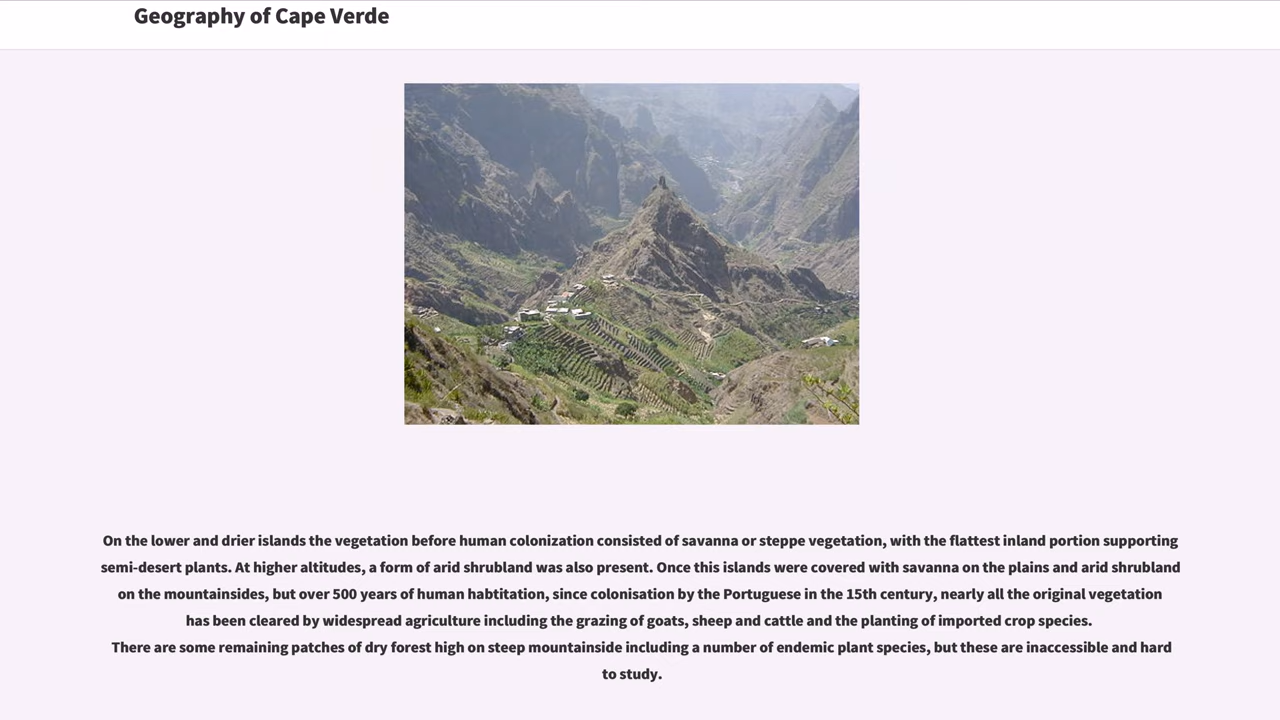 Geography of Cape Verde
On the lower and drier islands the vegetation before human colonization consisted of savanna or steppe vegetation, with the flattest inland portion supporting
semi-desert plants. At higher altitudes, a form of arid shrubland was also present. Once this islands were covered with savanna on the plains and arid shrubland
on the mountainsides, but over 500 years of human habtitation, since colonisation by the Portuguese in the 15th century, nearly all the original vegetation
has been cleared by widespread agriculture including the grazing of goats, sheep and cattle and the planting of imported crop species.
There are some remaining patches of dry forest high on steep mountainside including a number of endemic plant species, but these are inaccessible and hard
to study.